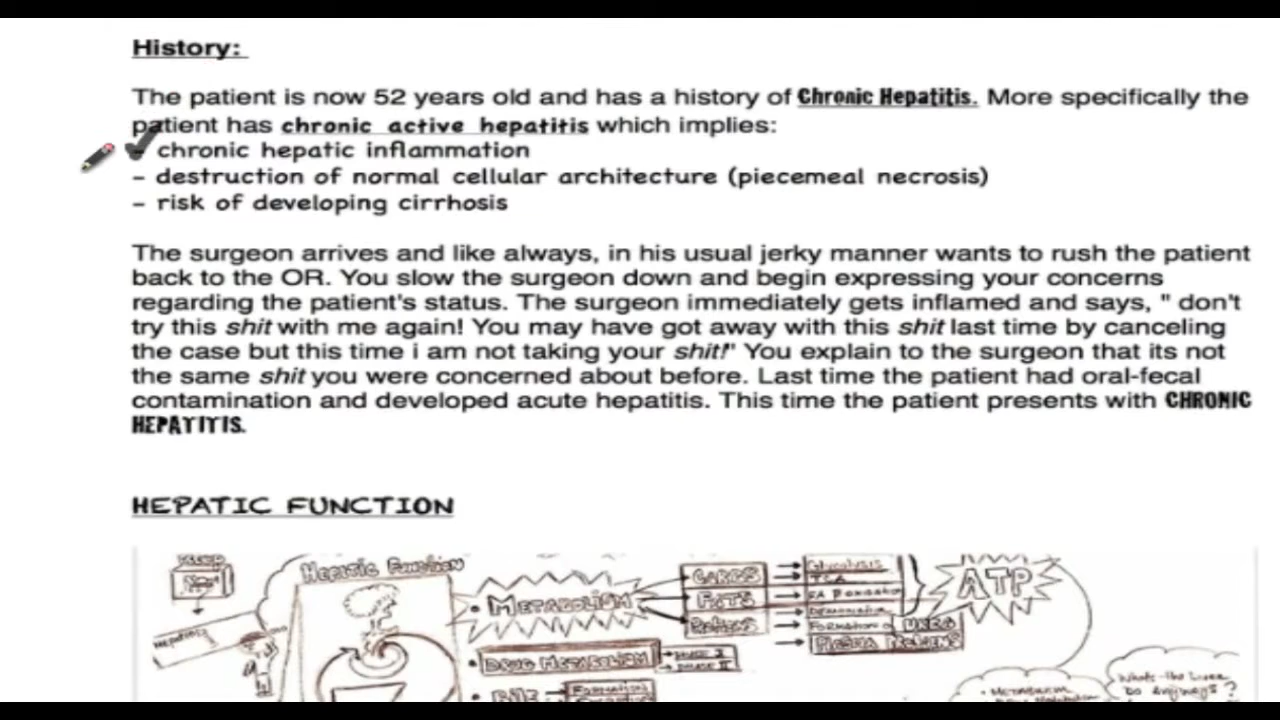 History:
The patient is now 52 years old and has a history of Chronic Hepatitis. More specifically the
patient has chronic active hepatitis which implies:
- chronic hepatic inflammation
- destruction of normal cellular architecture (piecemeal necrosis)
- risk of developing cirrhosis
The surgeon arrives and like always, in his usual jerky manner wants to rush the patient
back to the OR. You slow the surgeon down and begin expressing your concerns
regarding the patient's status. The surgeon immediately gets inflamed and says, " don't
try this shit with me again! You may have got away with this shit last time by canceling
the case but this time i am not taking your shit!" You explain to the surgeon that its not
the same shit you were concerned about before. Last time the patient had oral-fecal
contamination and developed acute hepatitis. This time the patient presents with CHRONIC
HEPATITIS.
HEPATIC FUNCTION
Hepatic Function
• METABOLISM
CARBS
FATS
Proteins
Glycolysis
TCA
Formation
UREA
Plasma Proteins
ATP
• DRUG METABOLISM
Phase I
Phase II
Formation
What's the Liver
Do anyways?
• Metabolism